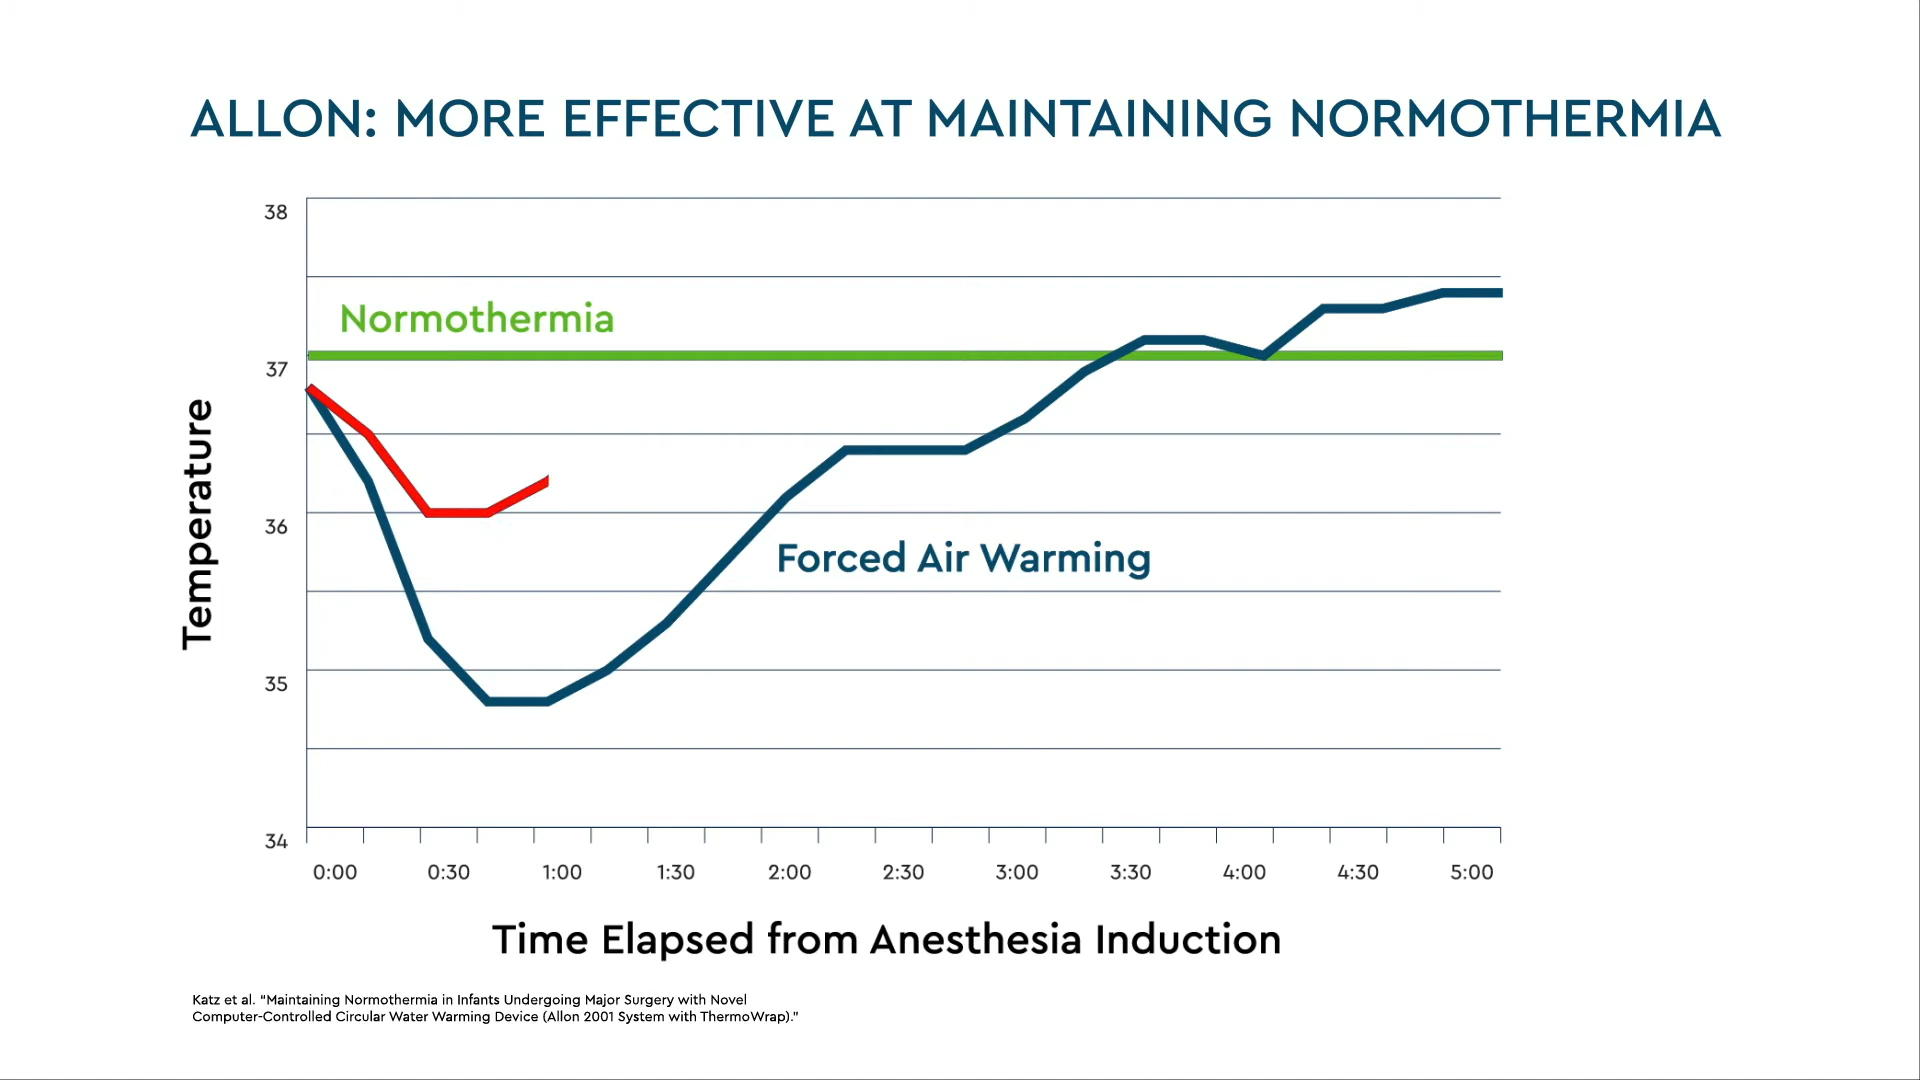 ALLON: MORE EFFECTIVE AT MAINTAINING NORMOTHERMIA
38
37
36
35
34
Temperature
Normothermia
Forced Air Warming
0:00 0:30 1:00 1:30 2:00 2:30 3:00 3:30 4:00 4:30 5:00
Time Elapsed from Anesthesia Induction
Katz et al. "Maintaining Normothermia in Infants Undergoing Major Surgery with Novel
Computer-Controlled Circular Water Warming Device (Allon 2001 System with ThermoWrap)."